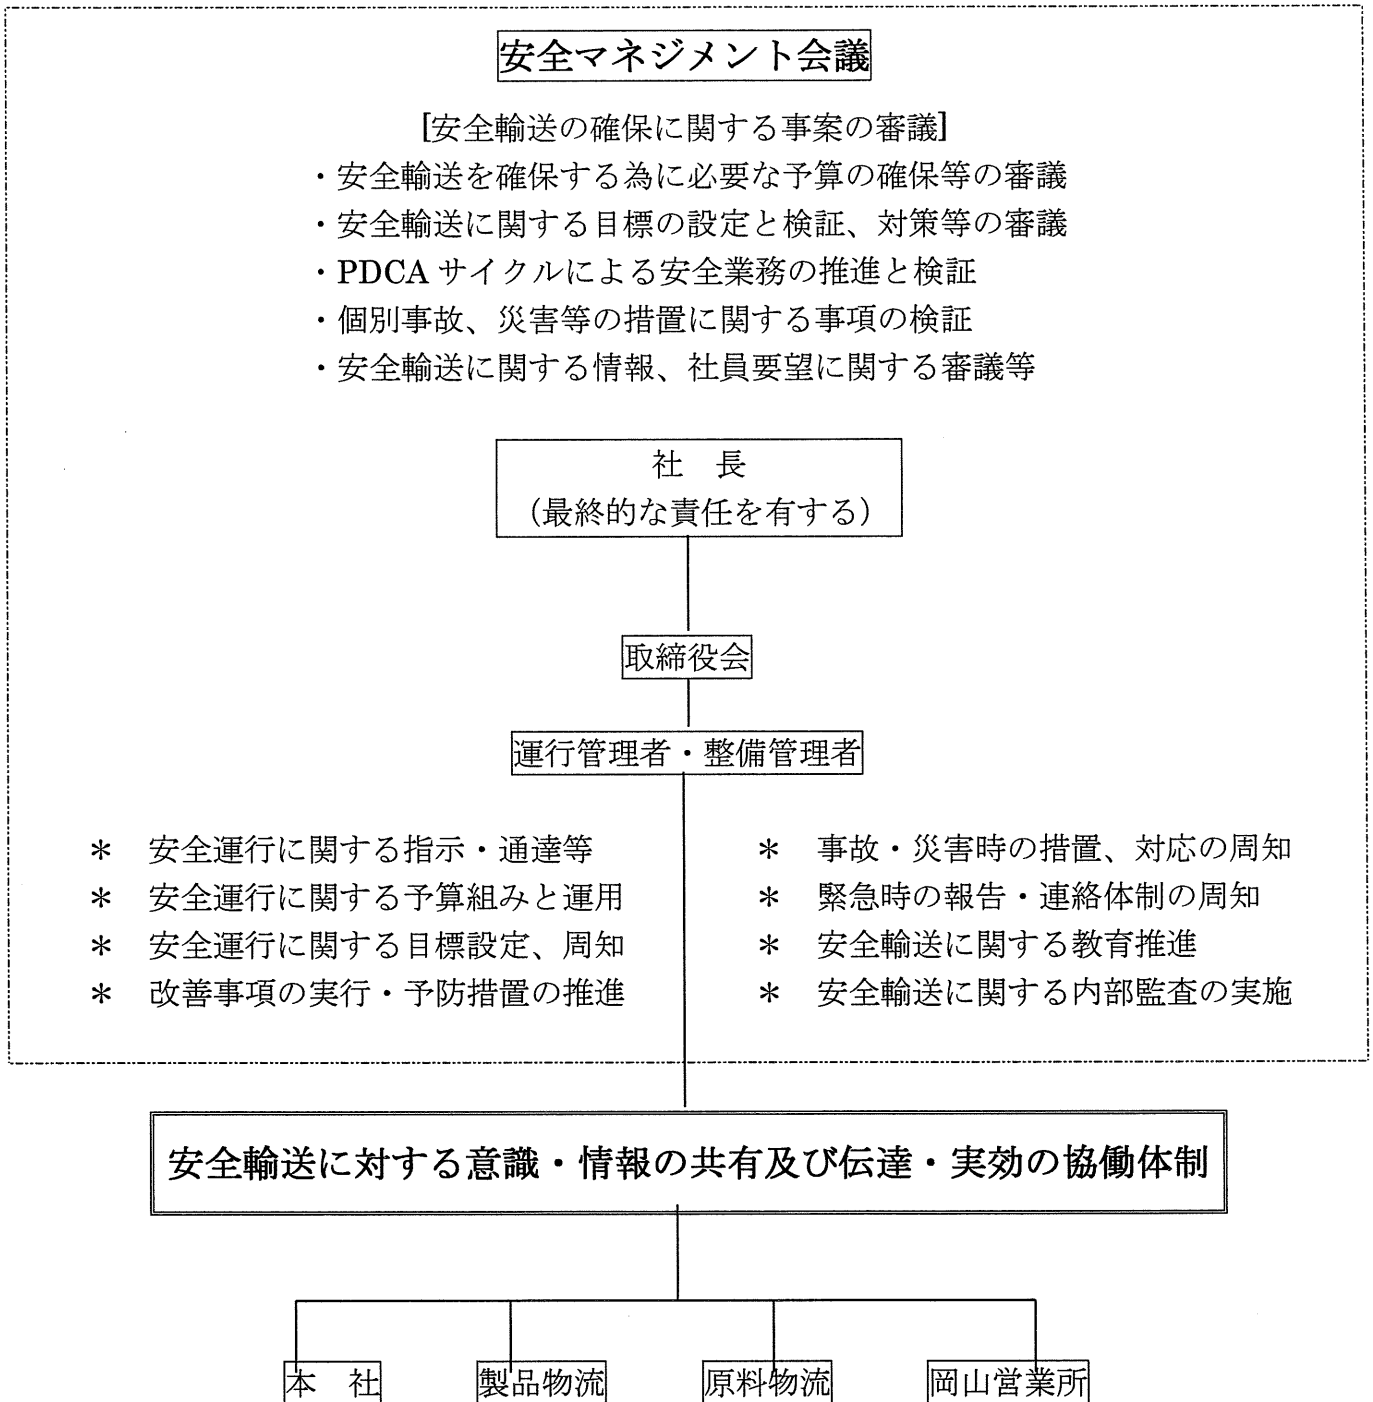 安全マネジメント会議
[安全輸送の確保に関する事案の審議]
・安全輸送を確保する為に必要な予算の確保等の審議
・安全輸送に関する目標の設定と検証、対策等の審議
・PDCA サイクルによる安全業務の推進と検証
・個別事故、災害等の措置に関する事項の検証
・安全輸送に関する情報、社員要望に関する審議等
社　長
（最終的な責任を有する）
取締役会
運行管理者・整備管理者
＊　安全運行に関する指示・通達等
＊　安全運行に関する予算組みと運用
＊　安全運行に関する目標設定、周知
＊　改善事項の実行・予防措置の推進
＊　事故・災害時の措置、対応の周知
＊　緊急時の報告・連絡体制の周知
＊　安全輸送に関する教育推進
＊　安全輸送に関する内部監査の実施
安全輸送に対する意識・情報の共有及び伝達・実効の協働体制
本　社
製品物流
原料物流
岡山営業所